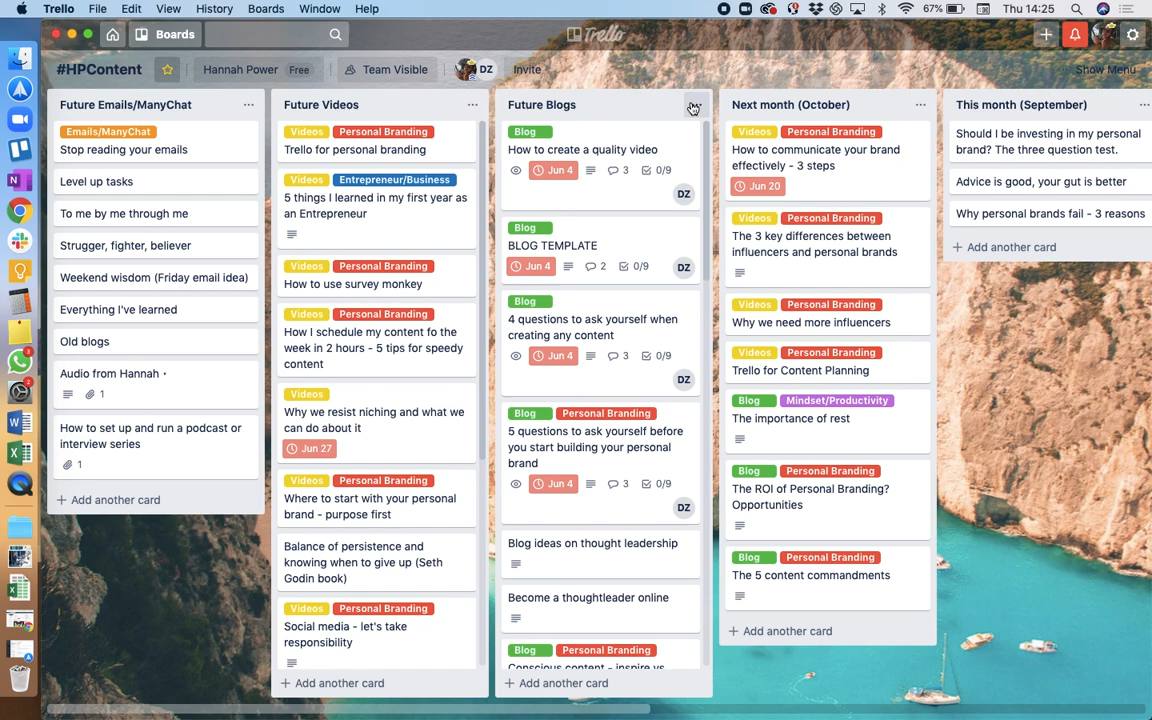 Trello File Edit View History Boards Window Help
67% Thu 14:25
Boards
Trello
#HPContent
Hannah Power Free
Team Visible
DZ
Invite
Show Menu
Future Emails/ManyChat
Emails/ManyChat
Stop reading your emails
Level up tasks
To me by me through me
Strugger, fighter, believer
Weekend wisdom (Friday email idea)
Everything I've learned
Old blogs
Audio from Hannah •
1
How to set up and run a podcast or
interview series
1
+ Add another card
Future Videos
Videos Personal Branding
Trello for personal branding
Videos Entrepreneur/Business
5 things I learned in my first year as
an Entrepreneur
Videos Personal Branding
How to use survey monkey
Videos Personal Branding
How I schedule my content fo the
week in 2 hours - 5 tips for speedy
content
Videos
Why we resist niching and what we
can do about it
Jun 27
Videos Personal Branding
Where to start with your personal
brand - purpose first
Balance of persistence and
knowing when to give up (Seth
Godin book)
Videos Personal Branding
Social media - let's take
responsibility
+ Add another card
Future Blogs
Blog
How to create a quality video
Jun 4 3 0/9
DZ
Blog
BLOG TEMPLATE
Jun 4 2 0/9
DZ
Blog
4 questions to ask yourself when
creating any content
Jun 4 3 0/9
DZ
Blog Personal Branding
5 questions to ask yourself before
you start building your personal
brand
Jun 4 3 0/9
DZ
Blog ideas on thought leadership
Become a thoughtleader online
Blog Personal Branding
Conscious content - inspire vs
+ Add another card
Next month (October)
Videos Personal Branding
How to communicate your brand
effectively - 3 steps
Jun 20
Videos Personal Branding
The 3 key differences between
influencers and personal brands
Videos Personal Branding
Why we need more influencers
Videos Personal Branding
Trello for Content Planning
Blog Mindset/Productivity
The importance of rest
Blog Personal Branding
The ROI of Personal Branding?
Opportunities
Blog Personal Branding
The 5 content commandments
+ Add another card
This month (September)
Should I be investing in my personal
brand? The three question test.
Advice is good, your gut is better
Why personal brands fail - 3 reasons
+ Add another card